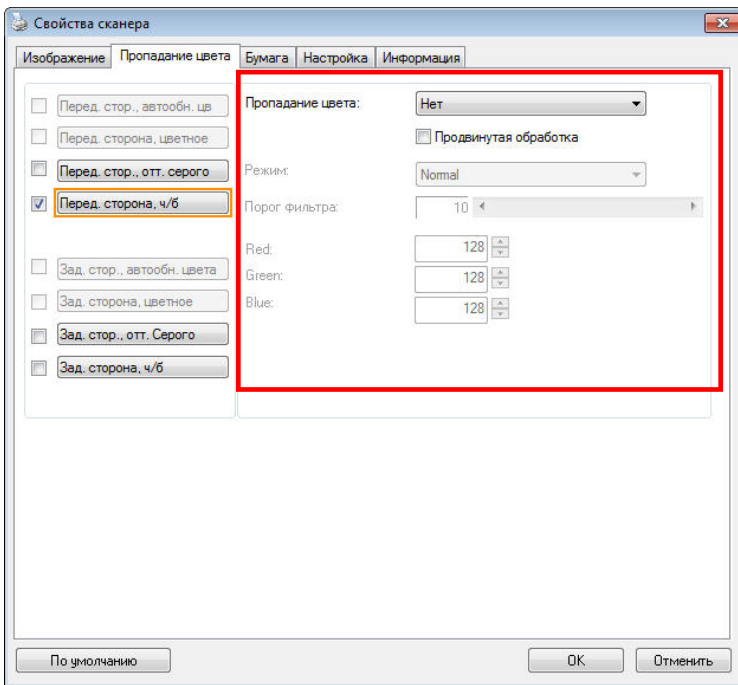 Свойства сканера
Изображение Пропадание цвета Бумага Настройка Информация
Перед. стор., автообн. цв
Перед. сторона, цветное
Перед. стор., отт. серого
Перед. сторона, ч/б
Зад. стор., автообн. цвета
Зад. сторона, цветное
Зад. стор., отт. Серого
Зад. сторона, ч/б
Пропадание цвета: Нет
Продвинутая обработка
Режим: Normal
Порог фильтра: 10
Red: 128
Green: 128
Blue: 128
По умолчанию OK Отменить